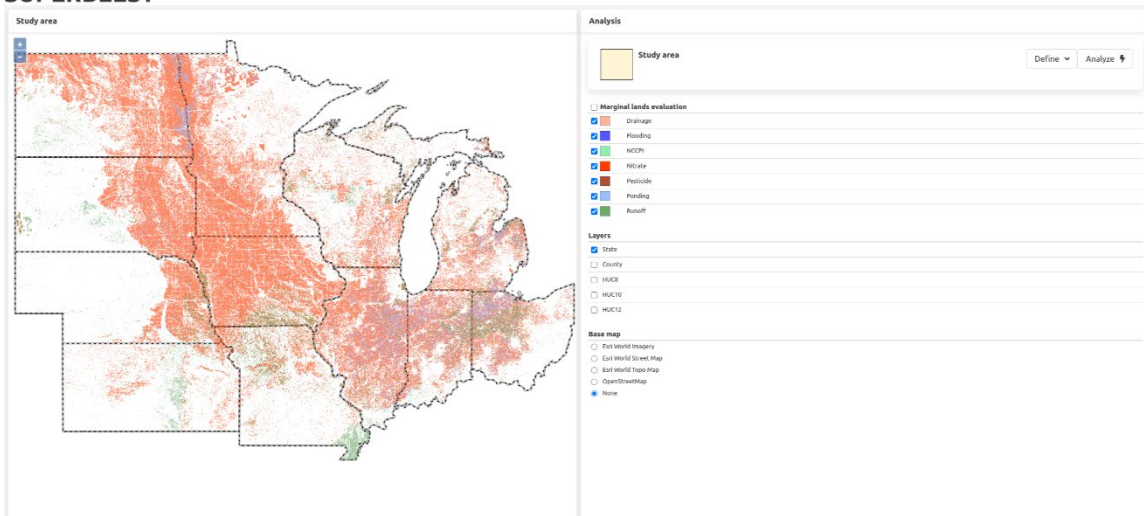 Study area
Analysis
+
−
Study area
Define
Analyze
Marginal lands evaluation
Drainage
Flooding
NCCPI
Nitrate
Pesticide
Ponding
Runoff
Layers
State
County
HUC8
HUC10
HUC12
Base map
Esri World Imagery
Esri World Street Map
Esri World Topo Map
OpenStreetMap
None